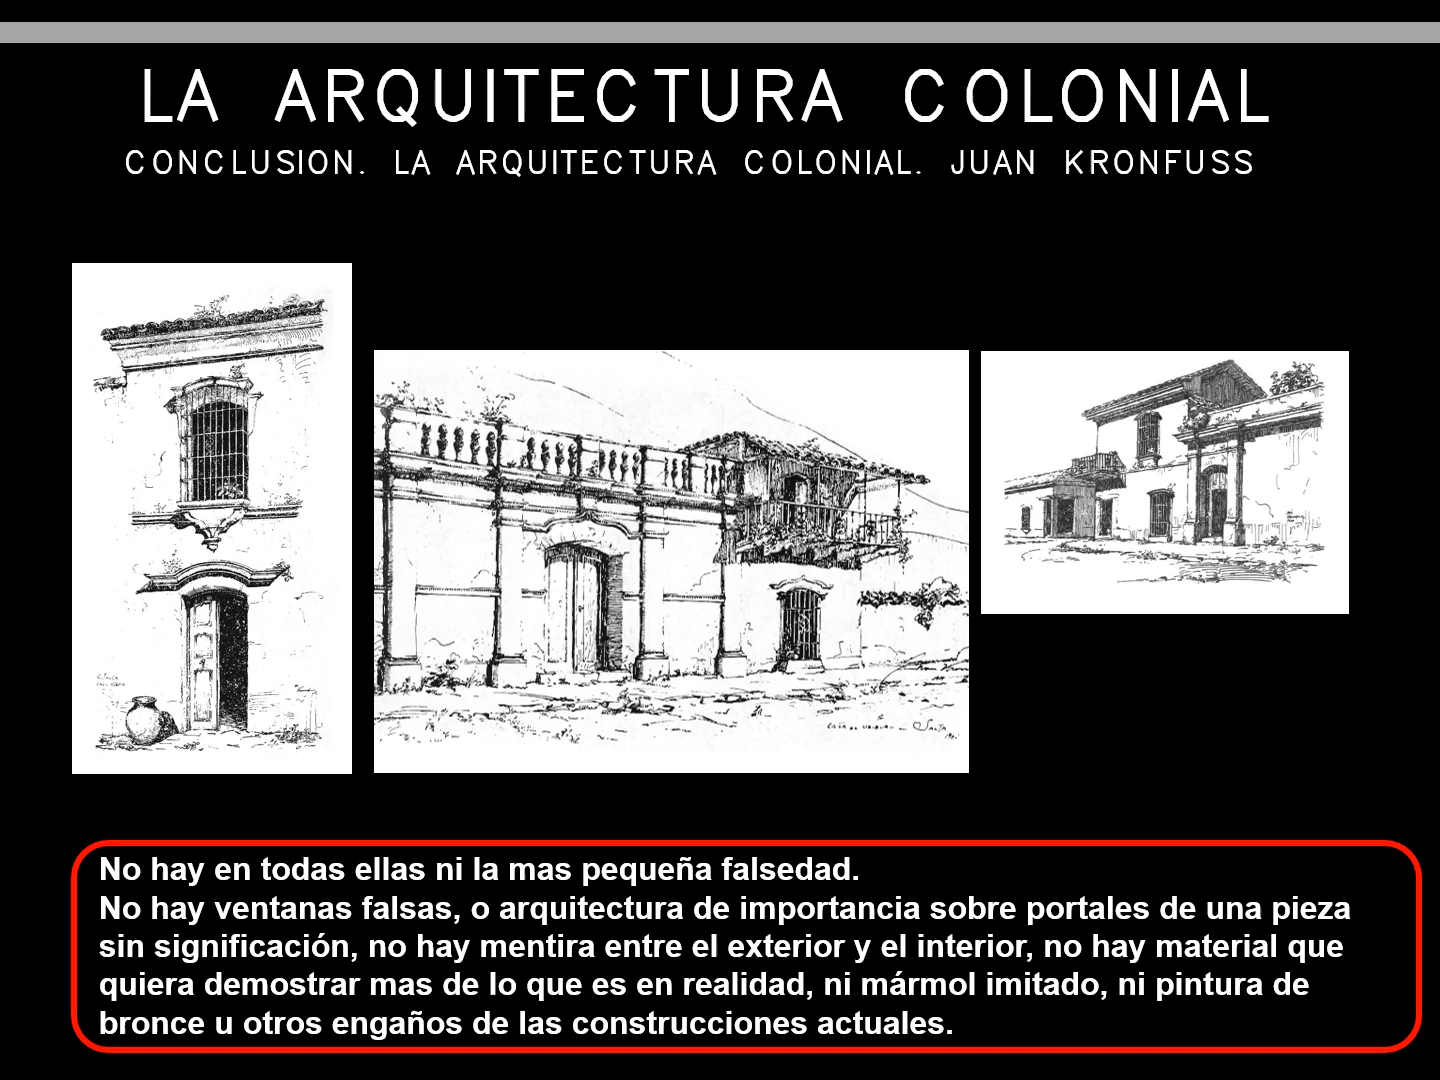 LA ARQUITECTURA COLONIAL
CONCLUSION. LA ARQUITECTURA COLONIAL. JUAN KRONFUSS
CASA DE
Salta
No hay en todas ellas ni la mas pequeña falsedad.
No hay ventanas falsas, o arquitectura de importancia sobre portales de una pieza
sin significación, no hay mentira entre el exterior y el interior, no hay material que
quiera demostrar mas de lo que es en realidad, ni mármol imitado, ni pintura de
bronce u otros engaños de las construcciones actuales.